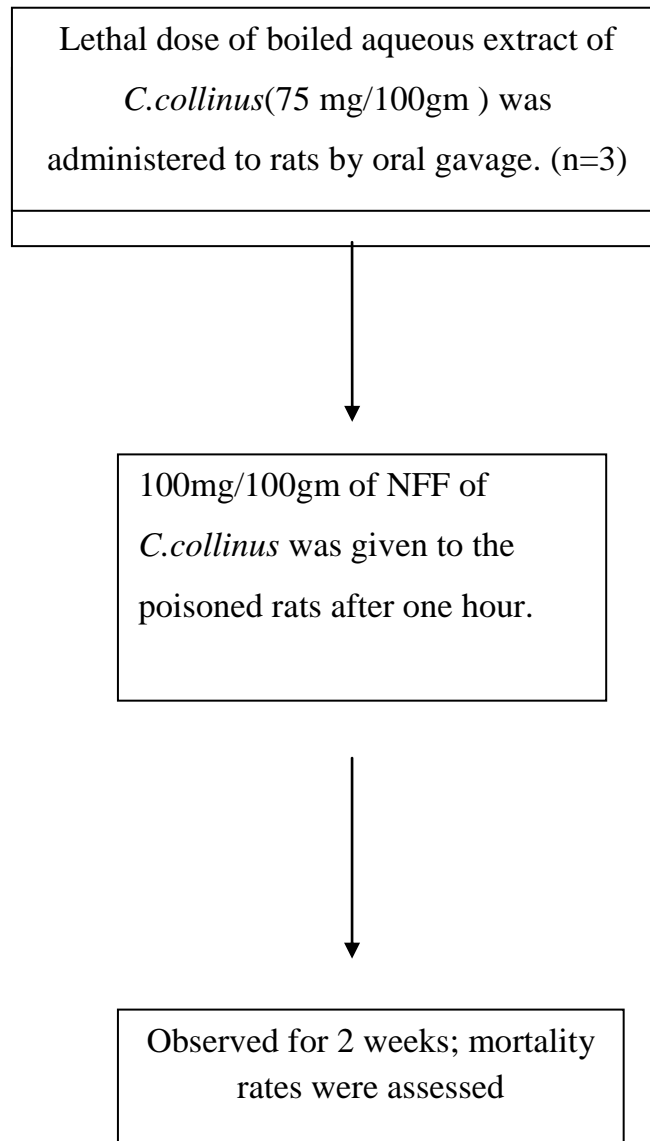 Lethal dose of boiled aqueous extract of
C.collinus(75 mg/100gm ) was
administered to rats by oral gavage. (n=3)
100mg/100gm of NFF of
C.collinus was given to the
poisoned rats after one hour.
Observed for 2 weeks; mortality
rates were assessed